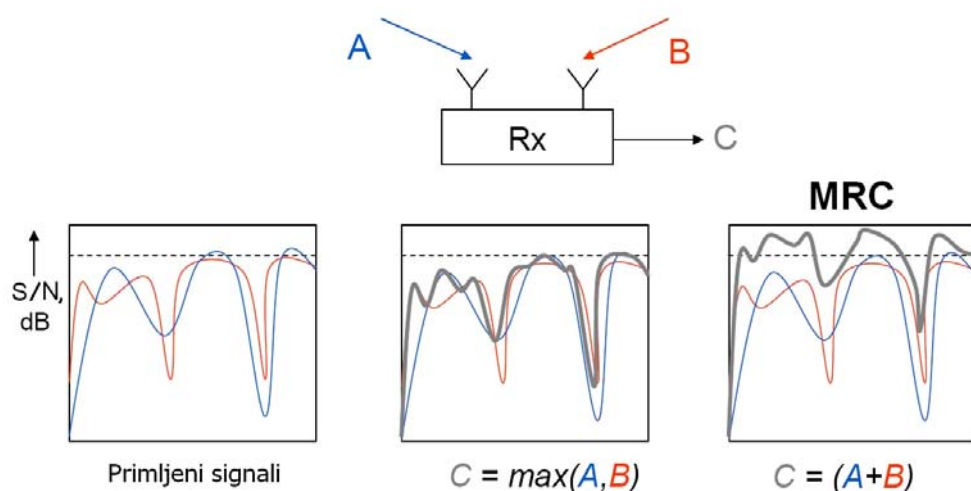 A
B
Rx
C
MRC
S/N,
dB
Primljeni signali
C = max(A,B)
C = (A+B)